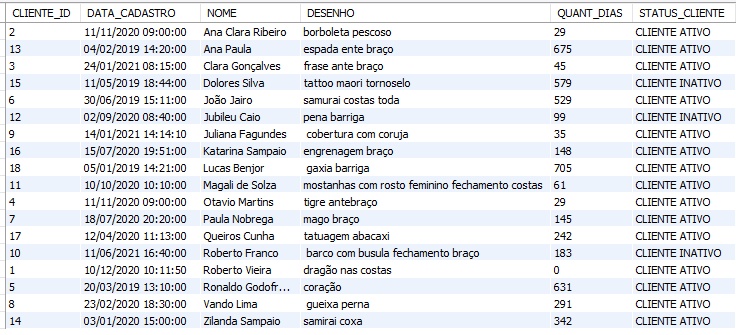 CLIENTE_ID DATA_CADASTRO NOME DESENHO QUANT_DIAS STATUS_CLIENTE
2 11/11/2020 09:00:00 Ana Clara Ribeiro borboleta pescoso 29 CLIENTE ATIVO
13 04/02/2019 14:20:00 Ana Paula espada ente braço 675 CLIENTE ATIVO
3 24/01/2021 08:15:00 Clara Gonçalves frase ante braço 45 CLIENTE ATIVO
15 11/05/2019 18:44:00 Dolores Silva tattoo maori tornoselo 579 CLIENTE INATIVO
6 30/06/2019 15:11:00 João Jairo samurai costas toda 529 CLIENTE ATIVO
12 02/09/2020 08:40:00 Jubileu Caio pena barriga 99 CLIENTE INATIVO
9 14/01/2021 14:14:10 Juliana Fagundes cobertura com coruja 35 CLIENTE ATIVO
16 15/07/2020 19:51:00 Katarina Sampaio engrenagem braço 148 CLIENTE ATIVO
18 05/01/2019 14:21:00 Lucas Benjor gaxia barriga 705 CLIENTE ATIVO
11 10/10/2020 10:10:00 Magali de Solza mostanhas com rosto feminino fechamento costas 61 CLIENTE ATIVO
4 11/11/2020 09:00:00 Otavio Martins tigre antebraço 29 CLIENTE ATIVO
7 18/07/2020 20:20:00 Paula Nobrega mago braço 145 CLIENTE ATIVO
17 12/04/2020 11:13:00 Queiros Cunha tatuagem abacaxi 242 CLIENTE ATIVO
10 11/06/2021 16:40:00 Roberto Franco barco com busula fechamento braço 183 CLIENTE INATIVO
1 10/12/2020 10:11:50 Roberto Vieira dragão nas costas 0 CLIENTE ATIVO
5 20/03/2019 13:10:00 Ronaldo Godofr... coração 631 CLIENTE ATIVO
8 23/02/2020 18:30:00 Vando Lima gueixa perna 291 CLIENTE ATIVO
14 03/01/2020 15:00:00 Zilanda Sampaio samirai coxa 342 CLIENTE ATIVO